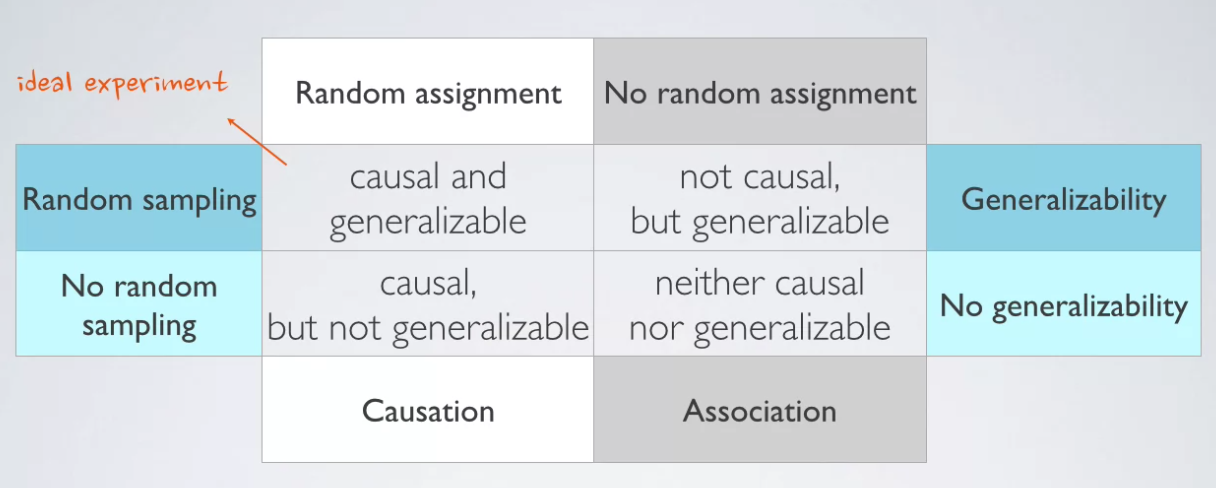 ideal experiment
Random assignment
No random assignment
Random sampling
causal and
generalizable
not causal,
but generalizable
Generalizability
No random
sampling
causal,
but not generalizable
neither causal
nor generalizable
No generalizability
Causation
Association